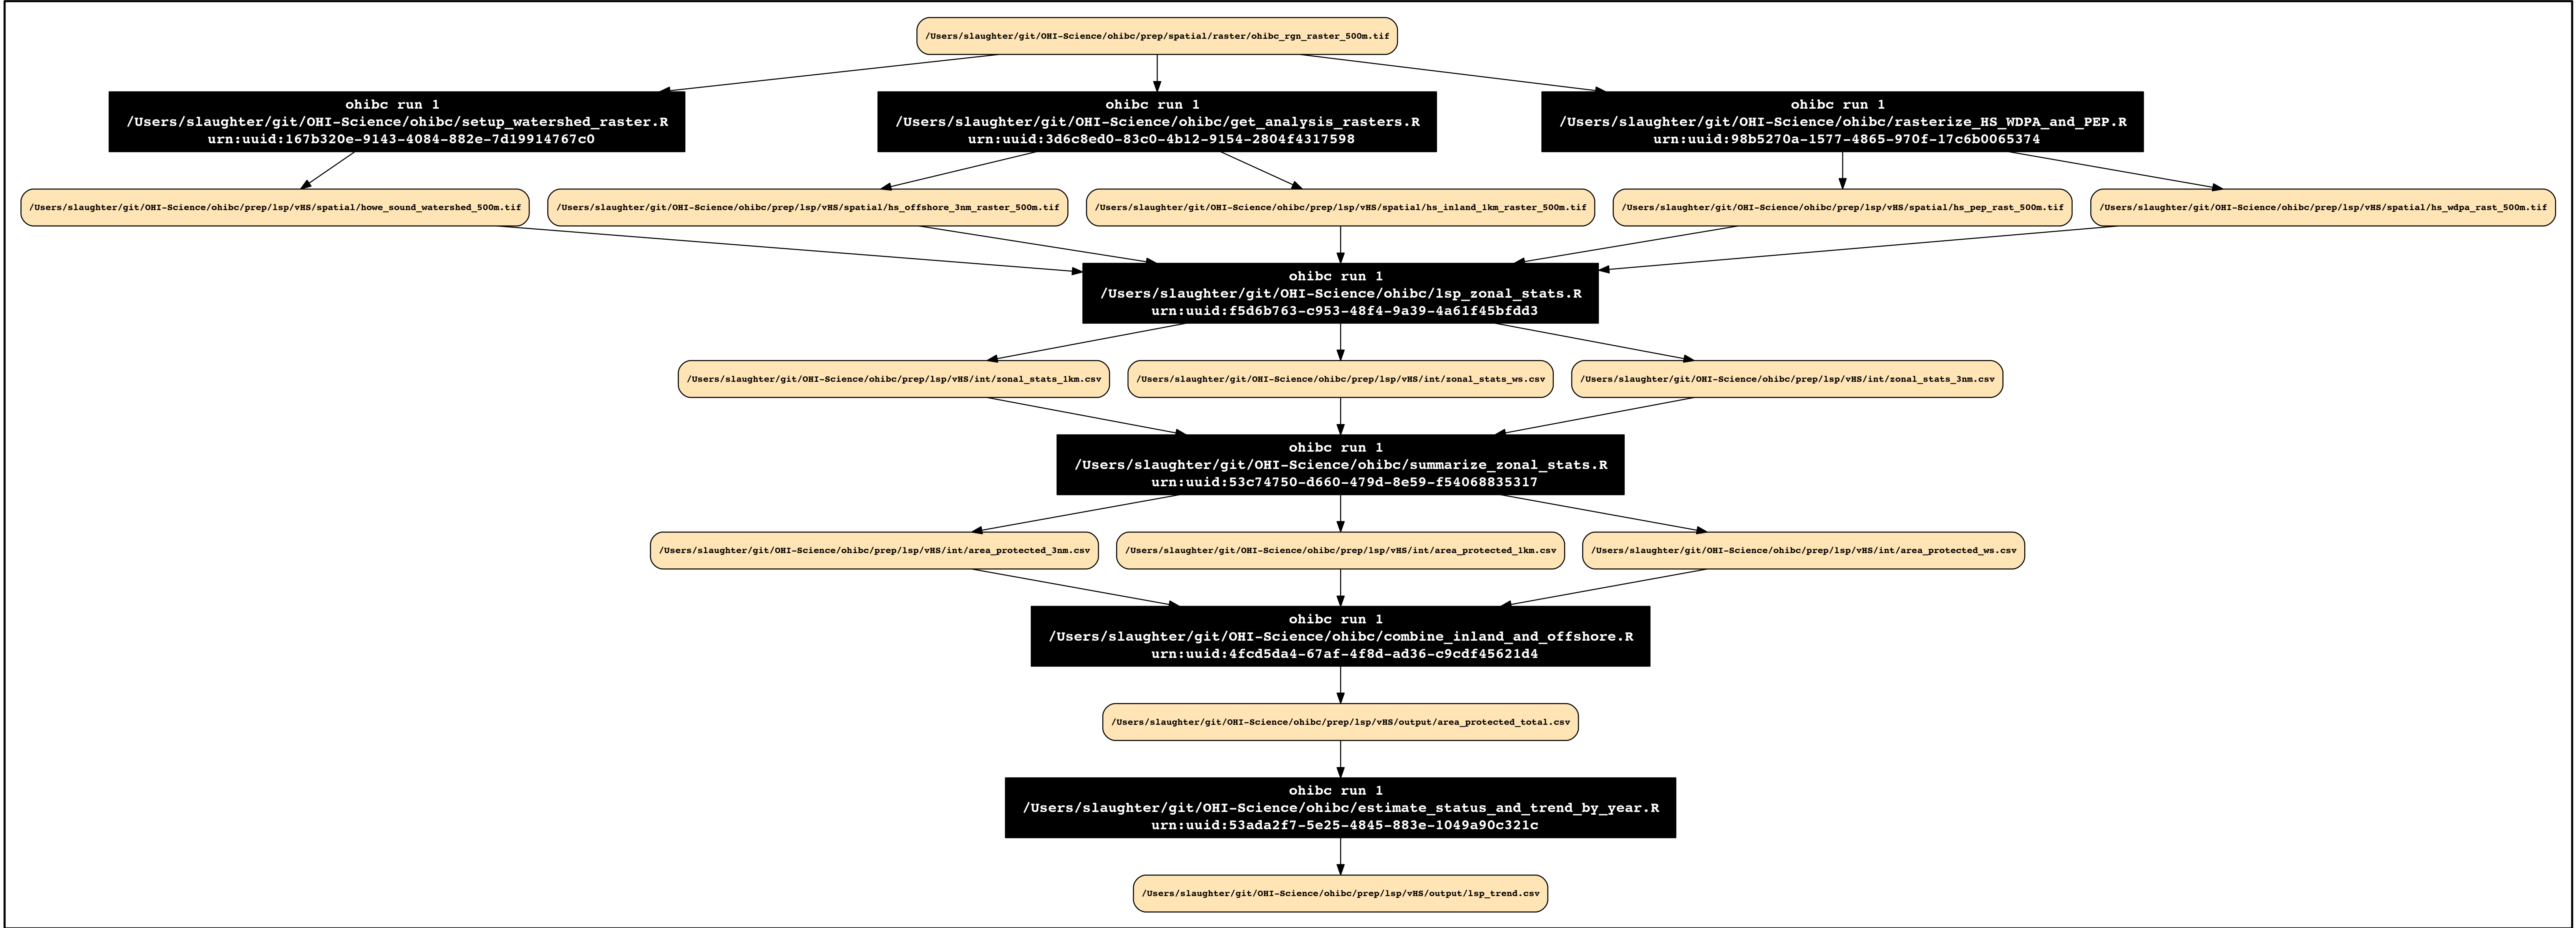 /Users/slaughter/git/OHI-Science/ohibc/prep/spatial/raster/ohibc_rgn_raster_500m.tif
ohibc run 1
/Users/slaughter/git/OHI-Science/ohibc/setup_watershed_raster.R
urn:uuid:167b320e-9143-4084-882e-7d19914767c0
ohibc run 1
/Users/slaughter/git/OHI-Science/ohibc/get_analysis_rasters.R
urn:uuid:3d6c8ed0-83c0-4b12-9154-2804f4317598
ohibc run 1
/Users/slaughter/git/OHI-Science/ohibc/rasterize_HS_WDPA_and_PEP.R
urn:uuid:98b5270a-1577-4865-970f-17c6b0065374
/Users/slaughter/git/OHI-Science/ohibc/prep/lsp/vHS/spatial/howe_sound_watershed_500m.tif
/Users/slaughter/git/OHI-Science/ohibc/prep/lsp/vHS/spatial/hs_offshore_3nm_raster_500m.tif
/Users/slaughter/git/OHI-Science/ohibc/prep/lsp/vHS/spatial/hs_inland_1km_raster_500m.tif
/Users/slaughter/git/OHI-Science/ohibc/prep/lsp/vHS/spatial/hs_pep_rast_500m.tif
/Users/slaughter/git/OHI-Science/ohibc/prep/lsp/vHS/spatial/hs_wdpa_rast_500m.tif
ohibc run 1
/Users/slaughter/git/OHI-Science/ohibc/lsp_zonal_stats.R
urn:uuid:f5d6b763-c953-48f4-9a39-4a61f45bfdd3
/Users/slaughter/git/OHI-Science/ohibc/prep/lsp/vHS/int/zonal_stats_1km.csv
/Users/slaughter/git/OHI-Science/ohibc/prep/lsp/vHS/int/zonal_stats_ws.csv
/Users/slaughter/git/OHI-Science/ohibc/prep/lsp/vHS/int/zonal_stats_3nm.csv
ohibc run 1
/Users/slaughter/git/OHI-Science/ohibc/summarize_zonal_stats.R
urn:uuid:53c74750-d660-479d-8e59-f54068835317
/Users/slaughter/git/OHI-Science/ohibc/prep/lsp/vHS/int/area_protected_3nm.csv
/Users/slaughter/git/OHI-Science/ohibc/prep/lsp/vHS/int/area_protected_1km.csv
/Users/slaughter/git/OHI-Science/ohibc/prep/lsp/vHS/int/area_protected_ws.csv
ohibc run 1
/Users/slaughter/git/OHI-Science/ohibc/combine_inland_and_offshore.R
urn:uuid:4fcd5da4-67af-4f8d-ad36-c9cdf45621d4
/Users/slaughter/git/OHI-Science/ohibc/prep/lsp/vHS/output/area_protected_total.csv
ohibc run 1
/Users/slaughter/git/OHI-Science/ohibc/estimate_status_and_trend_by_year.R
urn:uuid:53ada2f7-5e25-4845-883e-1049a90c321c
/Users/slaughter/git/OHI-Science/ohibc/prep/lsp/vHS/output/lsp_trend.csv